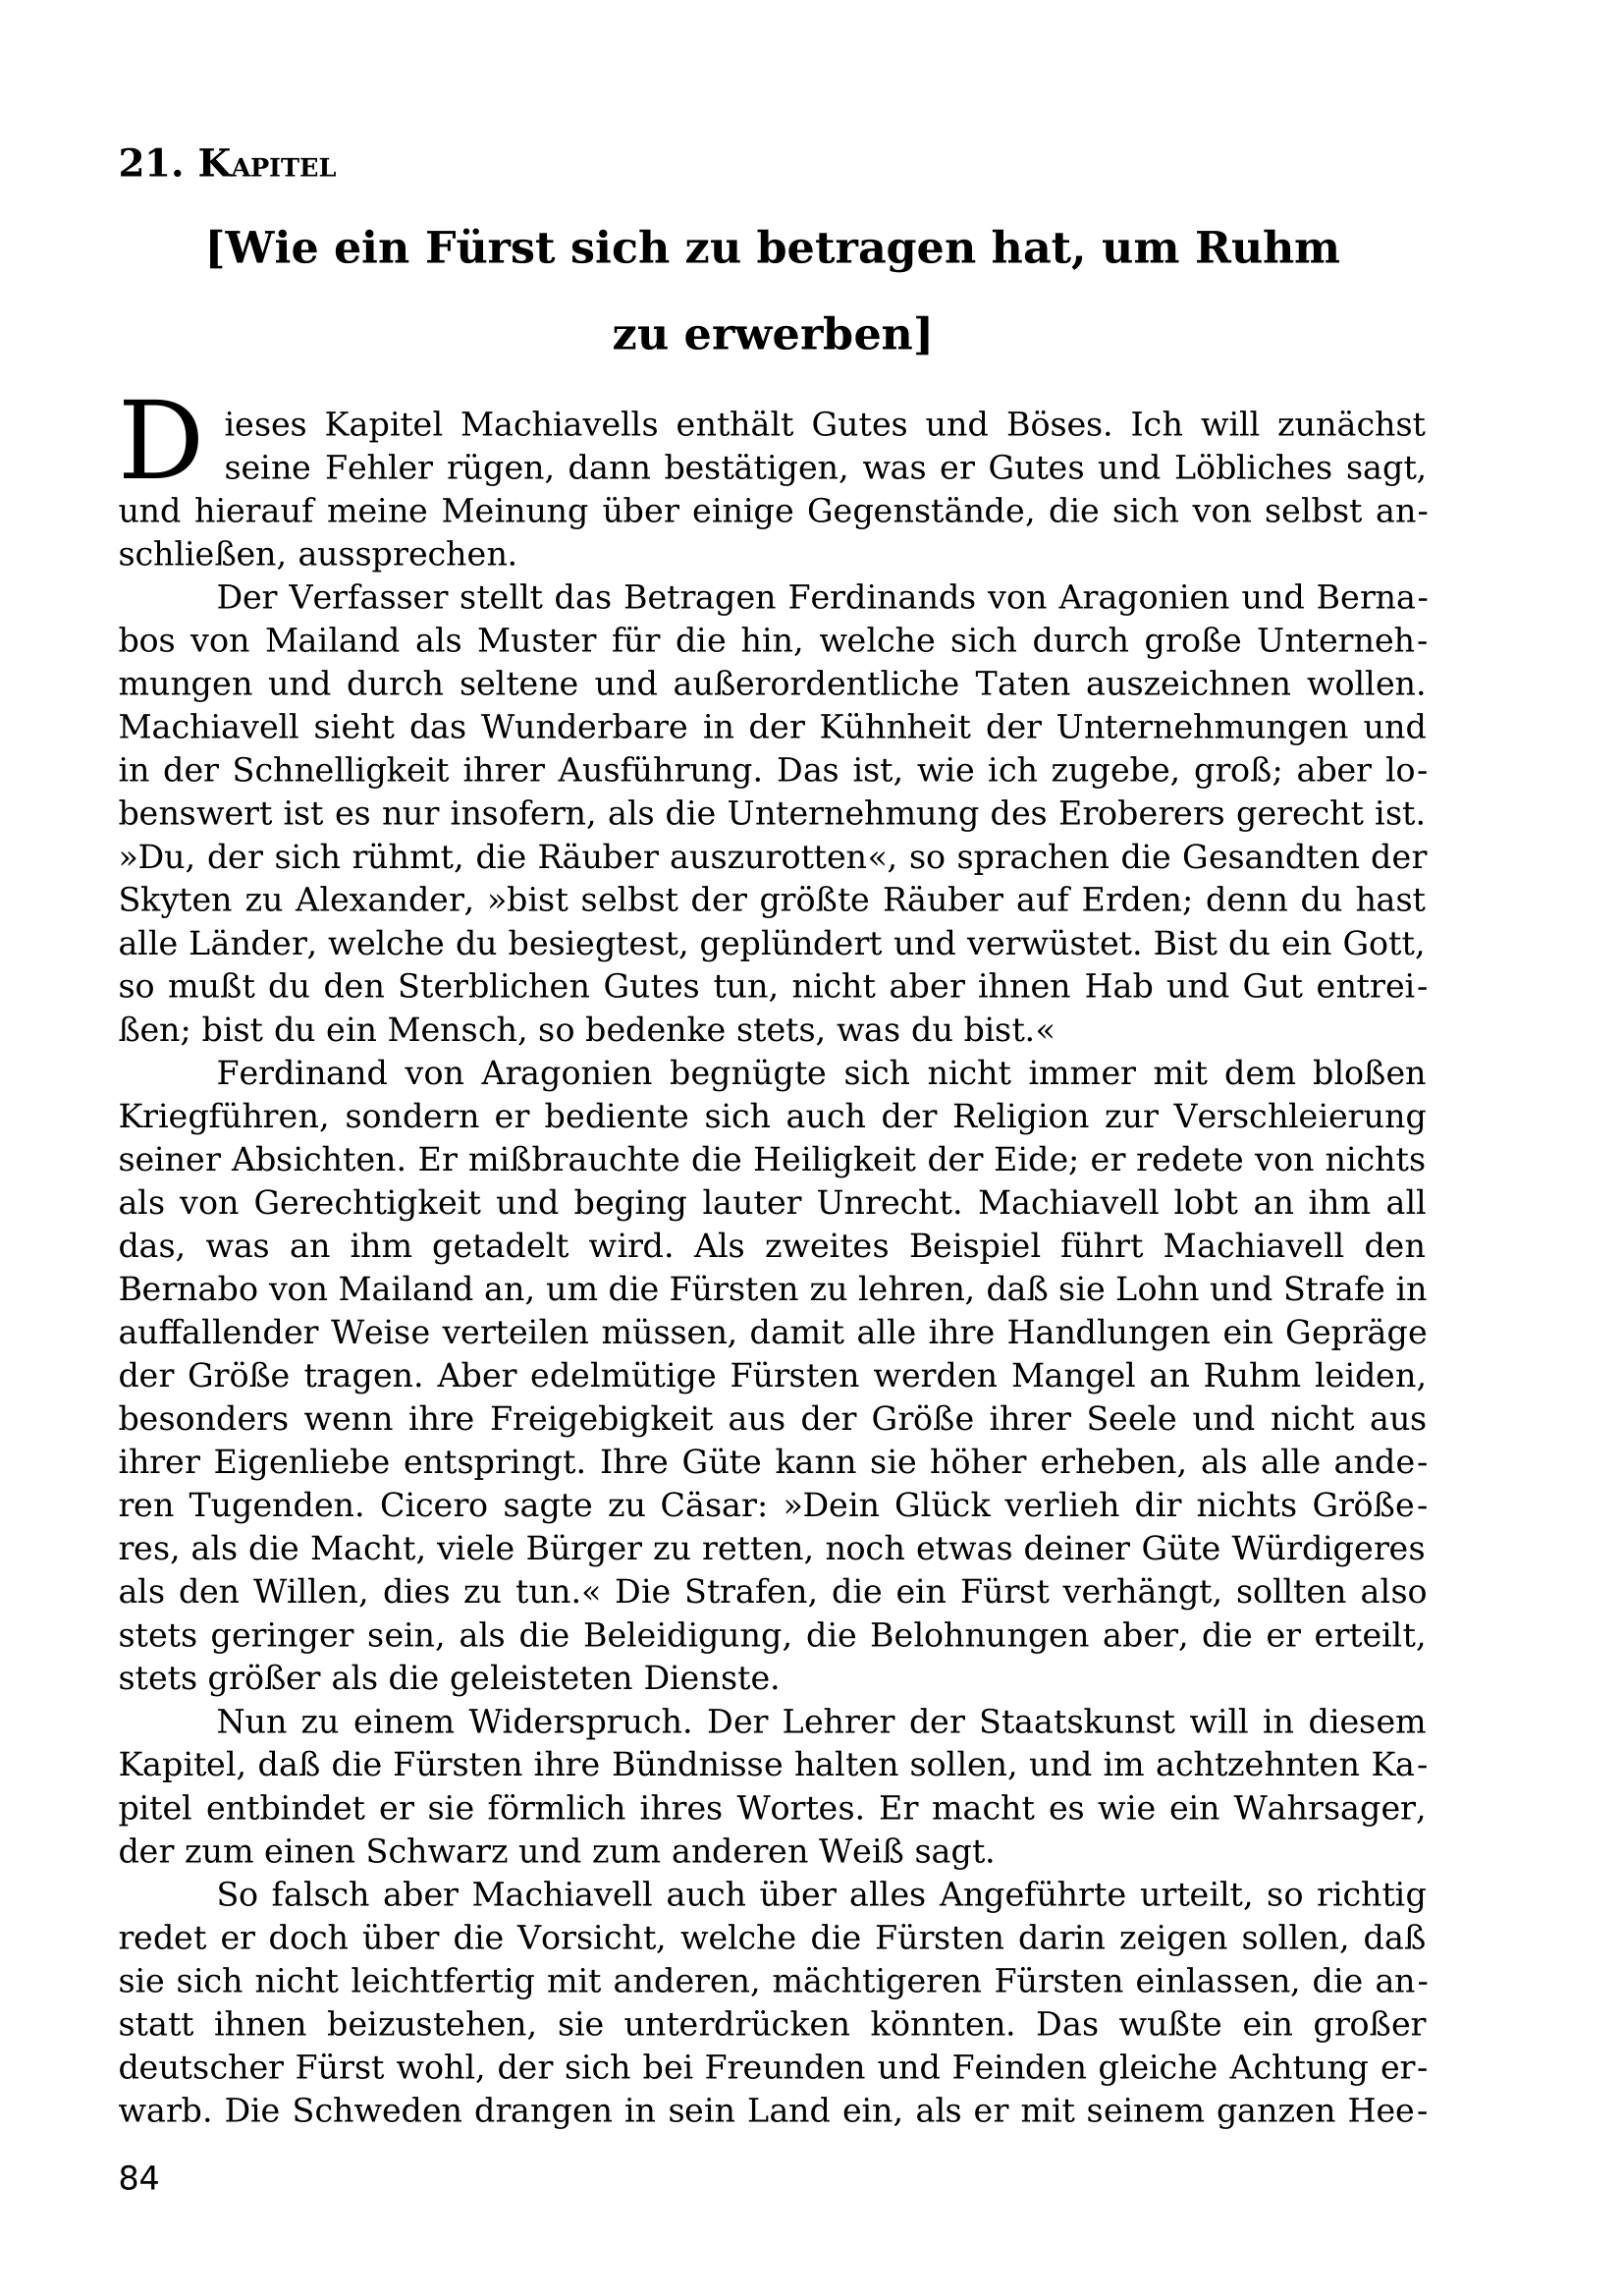 21. Kapitel
[Wie ein Fürst sich zu betragen hat, um Ruhm
zu erwerben]
Dieses Kapitel Machiavells enthält Gutes und Böses. Ich will zunächst
seine Fehler rügen, dann bestätigen, was er Gutes und Löbliches sagt,
und hierauf meine Meinung über einige Gegenstände, die sich von selbst an-
schließen, aussprechen.
Der Verfasser stellt das Betragen Ferdinands von Aragonien und Berna-
bos von Mailand als Muster für die hin, welche sich durch große Unterneh-
mungen und durch seltene und außerordentliche Taten auszeichnen wollen.
Machiavell sieht das Wunderbare in der Kühnheit der Unternehmungen und
in der Schnelligkeit ihrer Ausführung. Das ist, wie ich zugebe, groß; aber lo-
benswert ist es nur insofern, als die Unternehmung des Eroberers gerecht ist.
»Du, der sich rühmt, die Räuber auszurotten«, so sprachen die Gesandten der
Skyten zu Alexander, »bist selbst der größte Räuber auf Erden; denn du hast
alle Länder, welche du besiegtest, geplündert und verwüstet. Bist du ein Gott,
so mußt du den Sterblichen Gutes tun, nicht aber ihnen Hab und Gut entrei-
ßen; bist du ein Mensch, so bedenke stets, was du bist.«
Ferdinand von Aragonien begnügte sich nicht immer mit dem bloßen
Kriegführen, sondern er bediente sich auch der Religion zur Verschleierung
seiner Absichten. Er mißbrauchte die Heiligkeit der Eide; er redete von nichts
als von Gerechtigkeit und beging lauter Unrecht. Machiavell lobt an ihm all
das, was an ihm getadelt wird. Als zweites Beispiel führt Machiavell den
Bernabo von Mailand an, um die Fürsten zu lehren, daß sie Lohn und Strafe in
auffallender Weise verteilen müssen, damit alle ihre Handlungen ein Gepräge
der Größe tragen. Aber edelmütige Fürsten werden Mangel an Ruhm leiden,
besonders wenn ihre Freigebigkeit aus der Größe ihrer Seele und nicht aus
ihrer Eigenliebe entspringt. Ihre Güte kann sie höher erheben, als alle ande-
ren Tugenden. Cicero sagte zu Cäsar: »Dein Glück verlieh dir nichts Größe-
res, als die Macht, viele Bürger zu retten, noch etwas deiner Güte Würdigeres
als den Willen, dies zu tun.« Die Strafen, die ein Fürst verhängt, sollten also
stets geringer sein, als die Beleidigung, die Belohnungen aber, die er erteilt,
stets größer als die geleisteten Dienste.
Nun zu einem Widerspruch. Der Lehrer der Staatskunst will in diesem
Kapitel, daß die Fürsten ihre Bündnisse halten sollen, und im achtzehnten Ka-
pitel entbindet er sie förmlich ihres Wortes. Er macht es wie ein Wahrsager,
der zum einen Schwarz und zum anderen Weiß sagt.
So falsch aber Machiavell auch über alles Angeführte urteilt, so richtig
redet er doch über die Vorsicht, welche die Fürsten darin zeigen sollen, daß
sie sich nicht leichtfertig mit anderen, mächtigeren Fürsten einlassen, die an-
statt ihnen beizustehen, sie unterdrücken könnten. Das wußte ein großer
deutscher Fürst wohl, der sich bei Freunden und Feinden gleiche Achtung er-
warb. Die Schweden drangen in sein Land ein, als er mit seinem ganzen Hee-
84